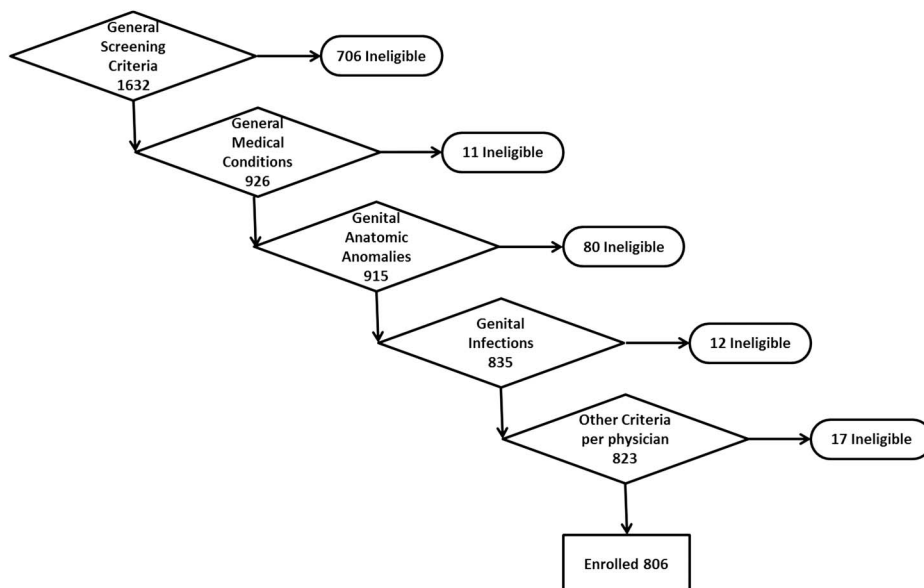 General
Screening
Criteria
1632
706 Ineligible
General
Medical
Conditions
926
11 Ineligible
Genital
Anatomic
Anomalies
915
80 Ineligible
Genital
Infections
835
12 Ineligible
Other Criteria
per physician
823
17 Ineligible
Enrolled 806